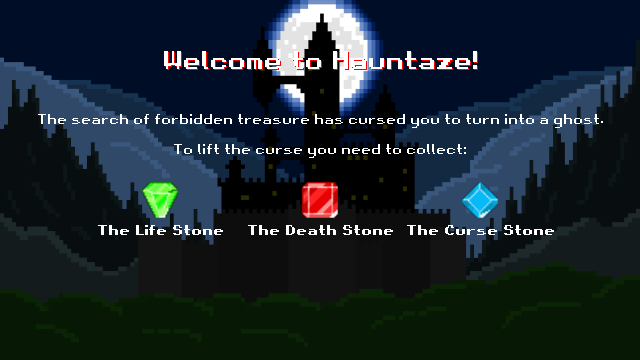 Welcome to Hauntaze!
The search of forbidden treasure has cursed you to turn into a ghost.
To lift the curse you need to collect:
The Life Stone The Death Stone The Curse Stone